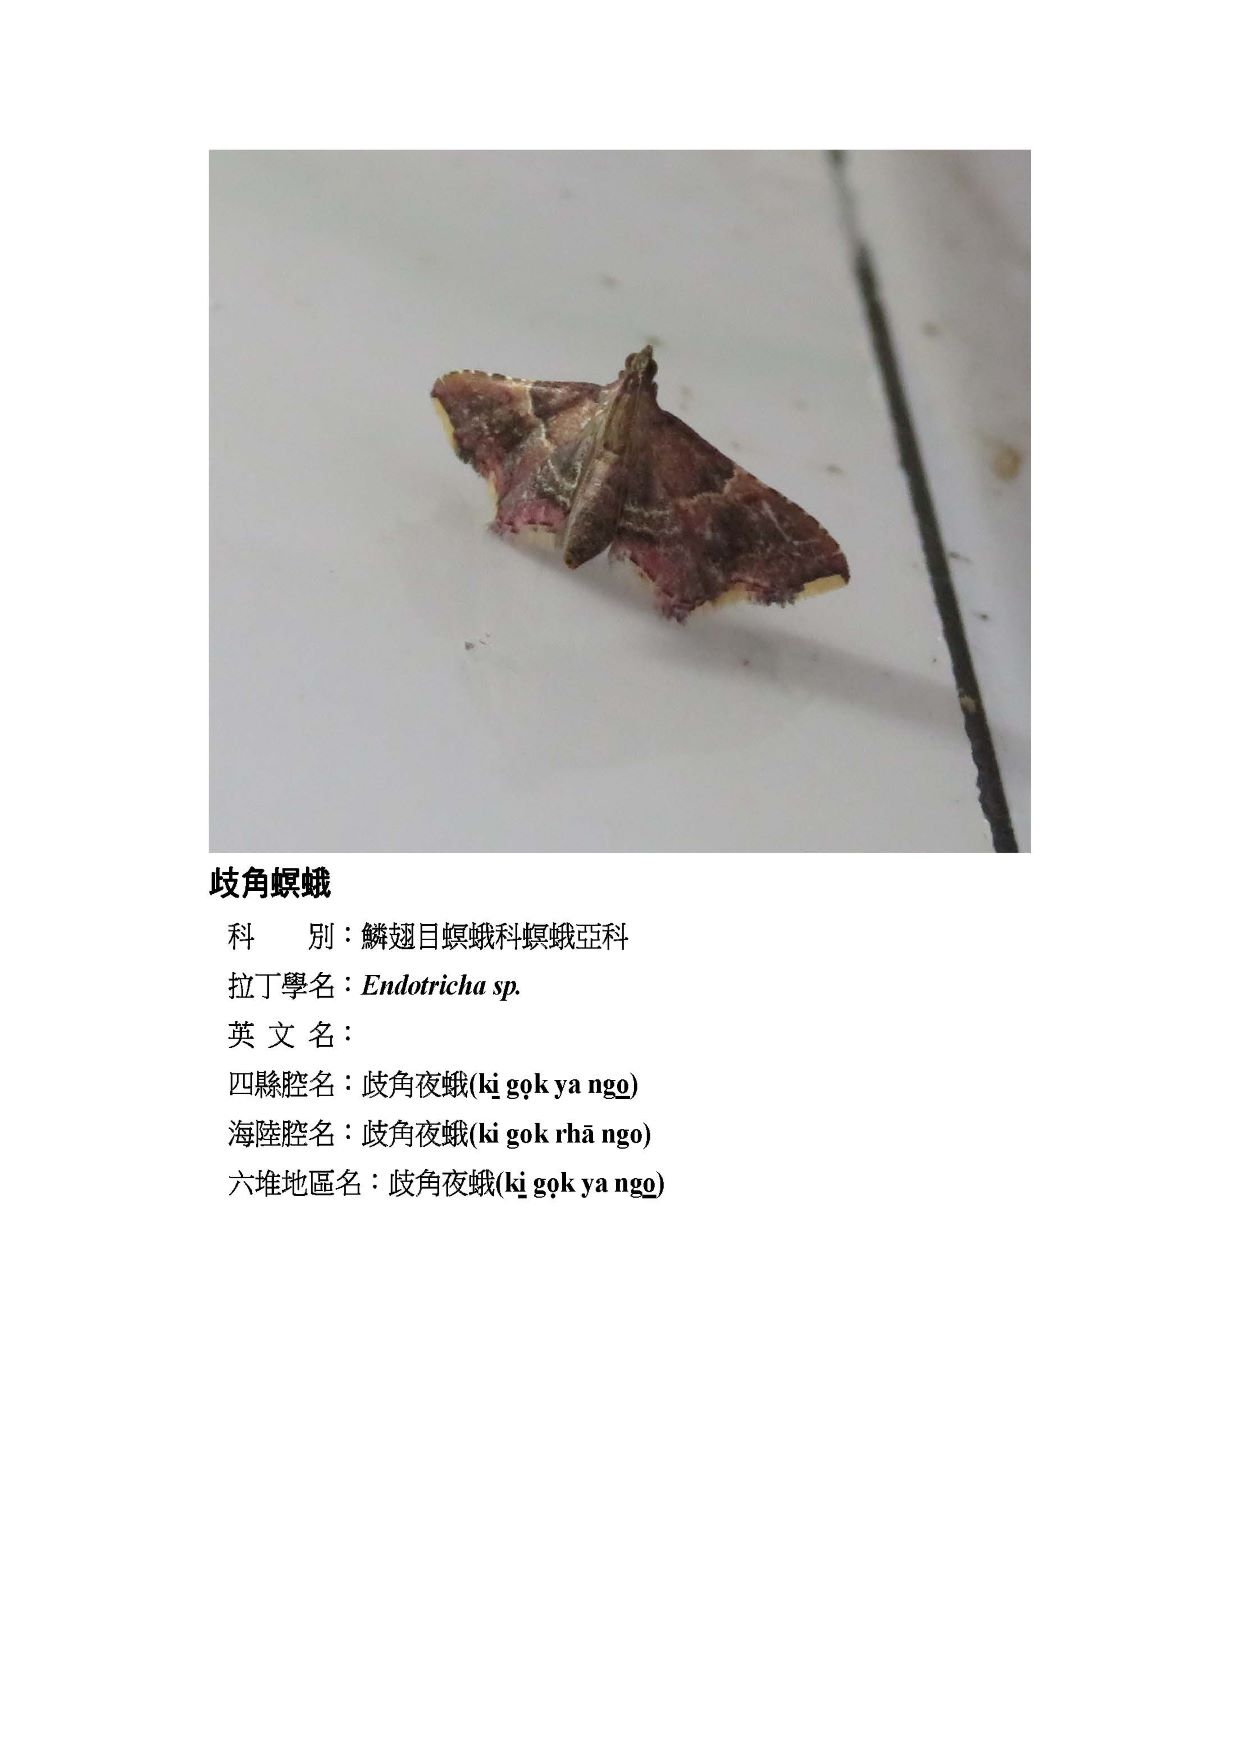 歧角螟蛾
科　　別：鱗翅目螟蛾科螟蛾亞科
拉丁學名：Endotricha sp.
英 文 名：
四縣腔名：歧角夜蛾(ki̲ gọk ya ngo̲)
海陸腔名：歧角夜蛾(ki gok rhā ngo)
六堆地區名：歧角夜蛾(ki̲ gọk ya ngo̲)